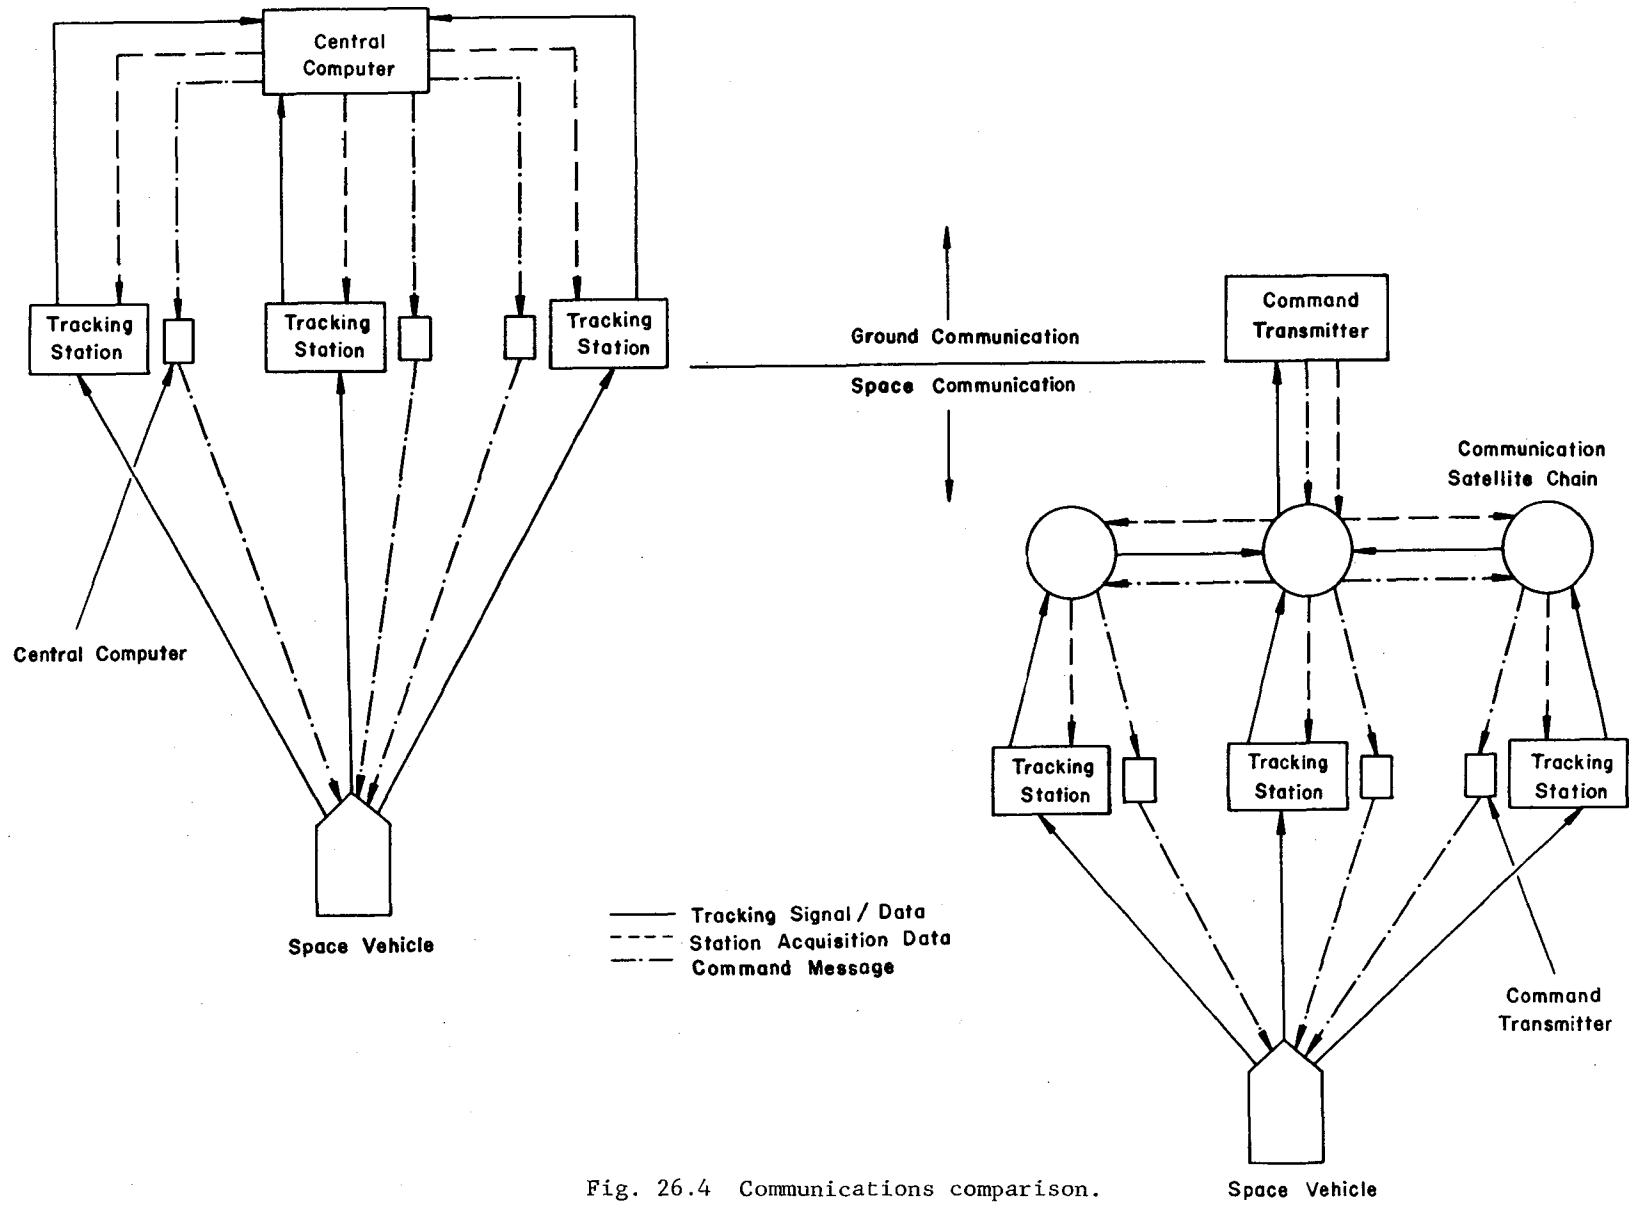 Central
Computer
Tracking
Station
Tracking
Station
Tracking
Station
Central Computer
Space Vehicle
Ground Communication
Space Communication
Command
Transmitter
Communication
Satellite Chain
Tracking
Station
Tracking
Station
Tracking
Station
Command
Transmitter
Space Vehicle
Tracking Signal / Data
Station Acquisition Data
Command Message
Fig. 26.4 Communications comparison.